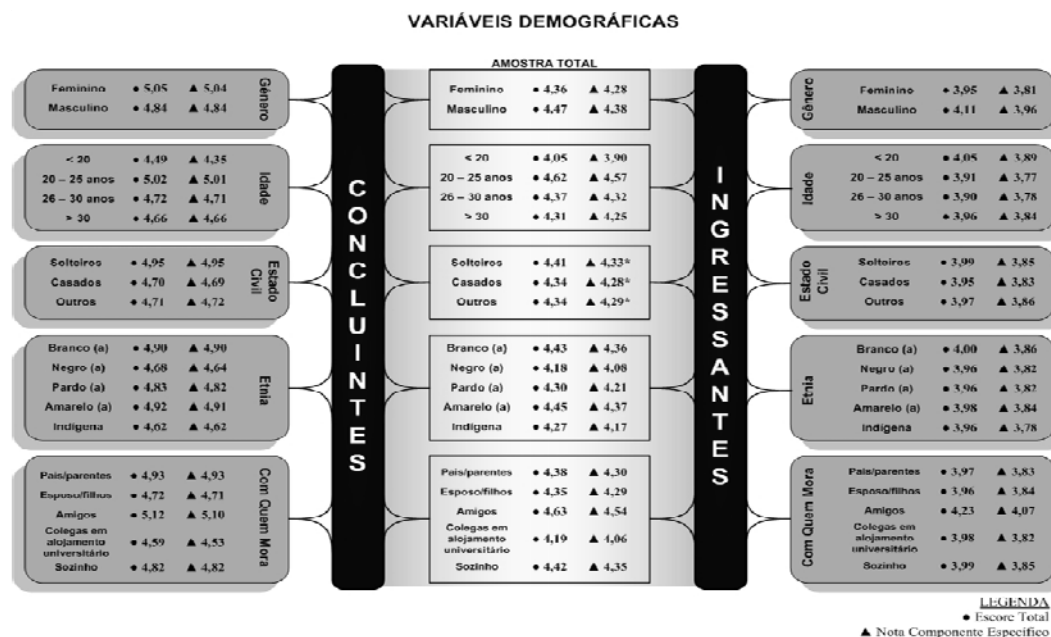 VARIÁVEIS DEMOGRÁFICAS
Feminino ● 5,05 ▲ 5,04
Masculino ● 4,84 ▲ 4,84
Gênero
< 20 ● 4,49 ▲ 4,35
20 – 25 anos ● 5,02 ▲ 5,01
26 – 30 anos ● 4,72 ▲ 4,71
> 30 ● 4,66 ▲ 4,66
Idade
Solteiros ● 4,95 ▲ 4,95
Casados ● 4,70 ▲ 4,69
Outros ● 4,71 ▲ 4,72
Estado
Civil
Branco (a) ● 4,90 ▲ 4,90
Negro (a) ● 4,68 ▲ 4,64
Pardo (a) ● 4,83 ▲ 4,82
Amarelo (a) ● 4,92 ▲ 4,91
Indígena ● 4,62 ▲ 4,62
Etnia
Pais/parentes ● 4,93 ▲ 4,93
Esposo/filhos ● 4,72 ▲ 4,71
Amigos ● 5,12 ▲ 5,10
Colegas em
alojamento ● 4,59 ▲ 4,53
universitário
Sozinho ● 4,82 ▲ 4,82
Com Quem Mora
CONCLUINTES
AMOSTRA TOTAL
Feminino ● 4,36 ▲ 4,28
Masculino ● 4,47 ▲ 4,38
< 20 ● 4,05 ▲ 3,90
20 – 25 anos ● 4,62 ▲ 4,57
26 – 30 anos ● 4,37 ▲ 4,32
> 30 ● 4,31 ▲ 4,25
Solteiros ● 4,41 ▲ 4,33*
Casados ● 4,34 ▲ 4,28*
Outros ● 4,34 ▲ 4,29*
Branco (a) ● 4,43 ▲ 4,36
Negro (a) ● 4,18 ▲ 4,08
Pardo (a) ● 4,30 ▲ 4,21
Amarelo (a) ● 4,45 ▲ 4,37
Indígena ● 4,27 ▲ 4,17
Pais/parentes ● 4,38 ▲ 4,30
Esposo/filhos ● 4,35 ▲ 4,29
Amigos ● 4,63 ▲ 4,54
Colegas em
alojamento ● 4,19 ▲ 4,06
universitário
Sozinho ● 4,42 ▲ 4,35
INGRESSANTES
Gênero
Feminino ● 3,95 ▲ 3,81
Masculino ● 4,11 ▲ 3,96
Idade
< 20 ● 4,05 ▲ 3,89
20 – 25 anos ● 3,91 ▲ 3,77
26 – 30 anos ● 3,90 ▲ 3,78
> 30 ● 3,96 ▲ 3,84
Estado
Civil
Solteiros ● 3,99 ▲ 3,85
Casados ● 3,95 ▲ 3,83
Outros ● 3,97 ▲ 3,86
Etnia
Branco (a) ● 4,00 ▲ 3,86
Negro (a) ● 3,96 ▲ 3,82
Pardo (a) ● 3,96 ▲ 3,82
Amarelo (a) ● 3,98 ▲ 3,84
Indígena ● 3,96 ▲ 3,78
Com Quem Mora
Pais/parentes ● 3,97 ▲ 3,83
Esposo/filhos ● 3,96 ▲ 3,84
Amigos ● 4,23 ▲ 4,07
Colegas em
alojamento ● 3,98 ▲ 3,82
universitário
Sozinho ● 3,99 ▲ 3,85
LEGENDA
● Escore Total
▲ Nota Componente Específico